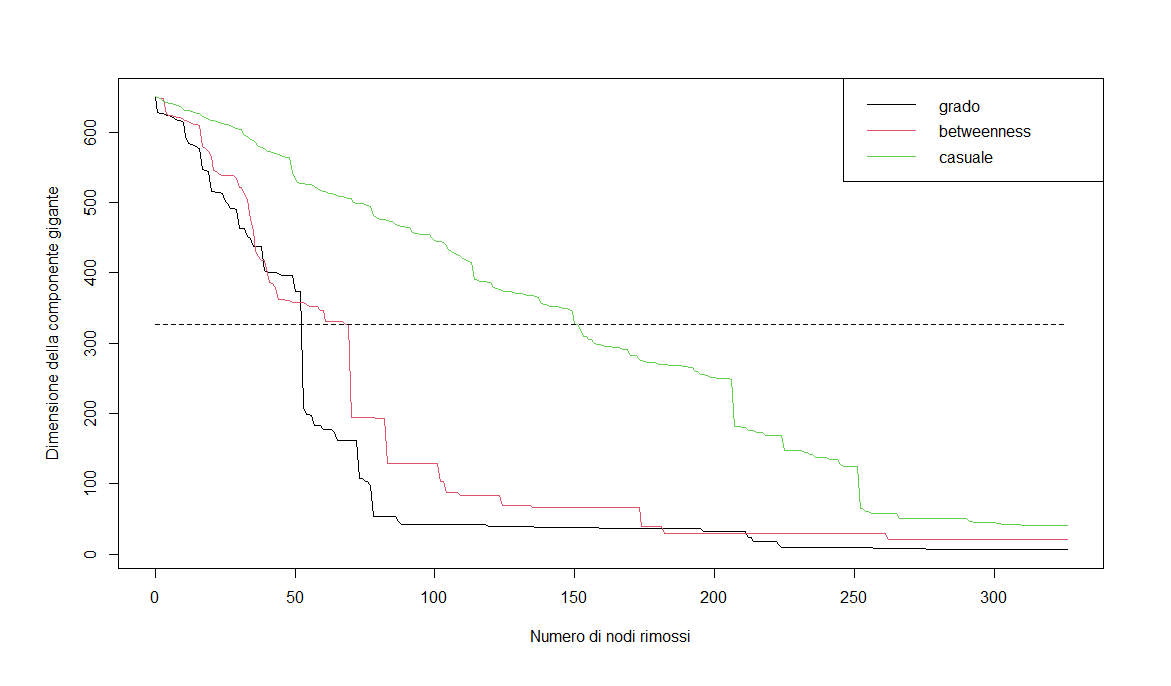 grado
betweenness
casuale
Dimensione della componente gigante
600
500
400
300
200
100
0
0 50 100 150 200 250 300
Numero di nodi rimossi